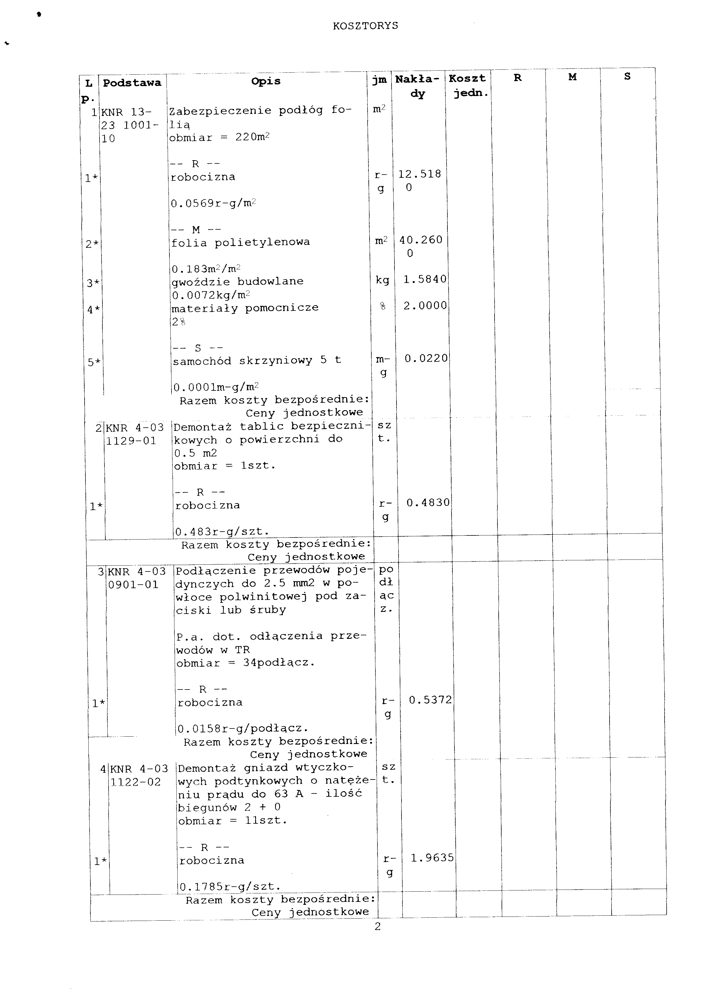 KOSZTORYS
L Podstawa Opis jm Nakła- Koszt R M S
p. dy jedn.
1 KNR 13- Zabezpieczenie podłóg fo- m²
23 1001- lią
10 obmiar = 220m²
-- R --
1* robocizna r- 12.518
g 0
0.0569r-g/m²
-- M --
2* folia polietylenowa m² 40.260
0
0.183m²/m²
3* gwoździe budowlane kg 1.5840
0.0072kg/m²
4* materiały pomocnicze % 2.0000
2%
-- S --
5* samochód skrzyniowy 5 t m- 0.0220
g
0.0001m-g/m²
Razem koszty bezpośrednie:
Ceny jednostkowe
2 KNR 4-03 Demontaż tablic bezpieczni- sz
1129-01 kowych o powierzchni do t.
0.5 m2
obmiar = 1szt.
-- R --
1* robocizna r- 0.4830
g
0.483r-g/szt.
Razem koszty bezpośrednie:
Ceny jednostkowe
3 KNR 4-03 Podłączenie przewodów poje- po
0901-01 dynczych do 2.5 mm2 w po- dł
włoce polwinitowej pod za- ąc
ciski lub śruby z.
P.a. dot. odłączenia prze-
wodów w TR
obmiar = 34podłącz.
-- R --
1* robocizna r- 0.5372
g
0.0158r-g/podłącz.
Razem koszty bezpośrednie:
Ceny jednostkowe
4 KNR 4-03 Demontaż gniazd wtyczko- sz
1122-02 wych podtynkowych o natęże- t.
niu prądu do 63 A - ilość
biegunów 2 + 0
obmiar = 11szt.
-- R --
1* robocizna r- 1.9635
g
0.1785r-g/szt.
Razem koszty bezpośrednie:
Ceny jednostkowe
2